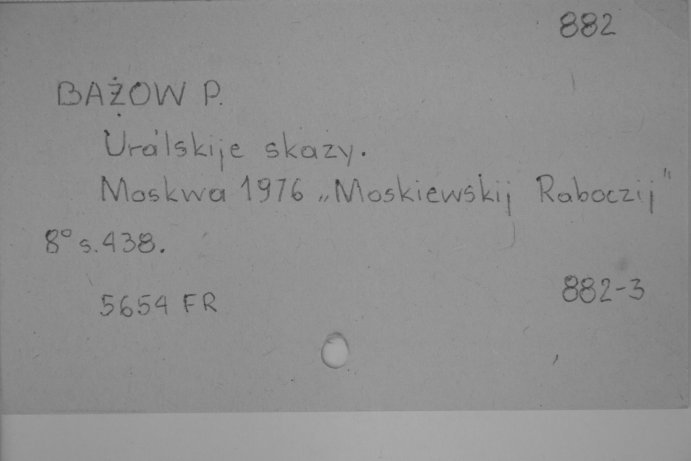 882
BAŻOW P.
Urálskije skazy.
Moskwa 1976 „Moskiewskij Raboczij"
8° s. 438.
5654 FR
882-3